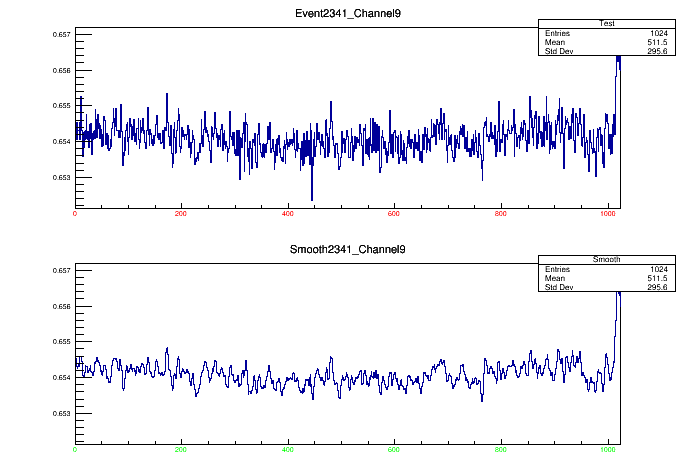 Event2341_Channel9
Test
Entries 1024
Mean 511.5
Std Dev 295.6
0.657
0.656
0.655
0.654
0.653
0 200 400 600 800 1000
Smooth2341_Channel9
Smooth
Entries 1024
Mean 511.5
Std Dev 295.6
0.657
0.656
0.655
0.654
0.653
0 200 400 600 800 1000